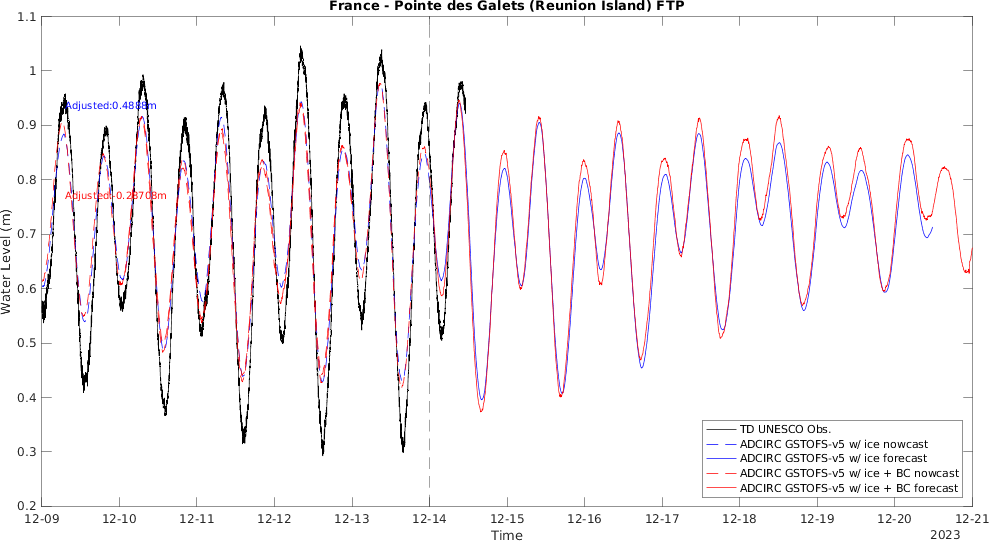 France - Pointe des Galets (Reunion Island) FTP
1.1
1
0.9
0.8
0.7
0.6
0.5
0.4
0.3
0.2
Water Level (m)
Adjusted:0.4888m
Adjusted:-0.28708m
TD UNESCO Obs.
ADCIRC GSTOFS-v5 w/ ice nowcast
ADCIRC GSTOFS-v5 w/ ice forecast
ADCIRC GSTOFS-v5 w/ ice + BC nowcast
ADCIRC GSTOFS-v5 w/ ice + BC forecast
12-09 12-10 12-11 12-12 12-13 12-14 12-15 12-16 12-17 12-18 12-19 12-20 12-21
Time
2023